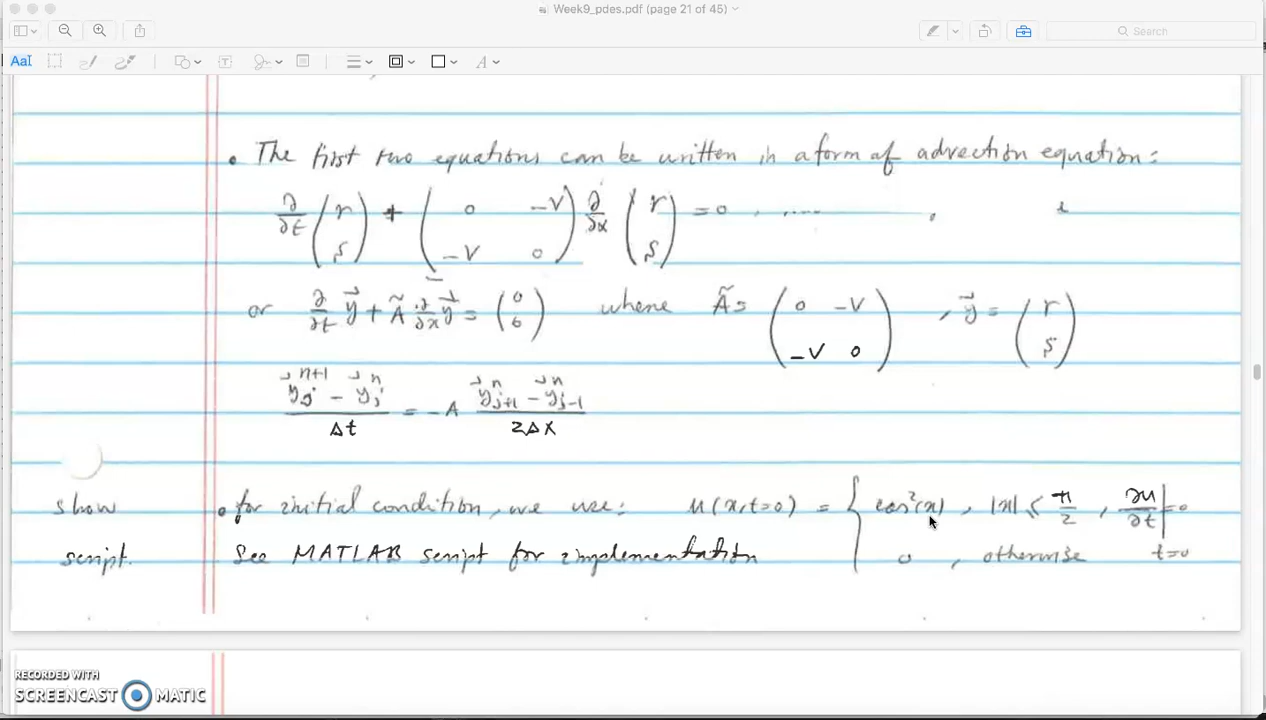 Week9_pdes.pdf (page 21 of 45)
Search
AaI
T
A
• The first two equations can be written in a form of advection equation:
∂/∂t (r s) + (0 -V -V 0) ∂/∂x (r s) = 0 , ....
or ∂/∂t y⃗ + Ã ∂/∂x y⃗ = (0 0) where Ã = (0 -V -V 0) , y⃗ = (r s)
(y⃗_j^{n+1} - y⃗_j^n)/Δt = -A (y⃗_{j+1}^n - y⃗_{j-1}^n)/2Δx
show
script.
• for initial condition, we use: u(x,t=0) = { cos²(x) , |x| ≤ π/2 , ∂u/∂t|_{t=0} = 0
0 , otherwise
See MATLAB script for implementation
RECORDED WITH
SCREENCAST MATIC